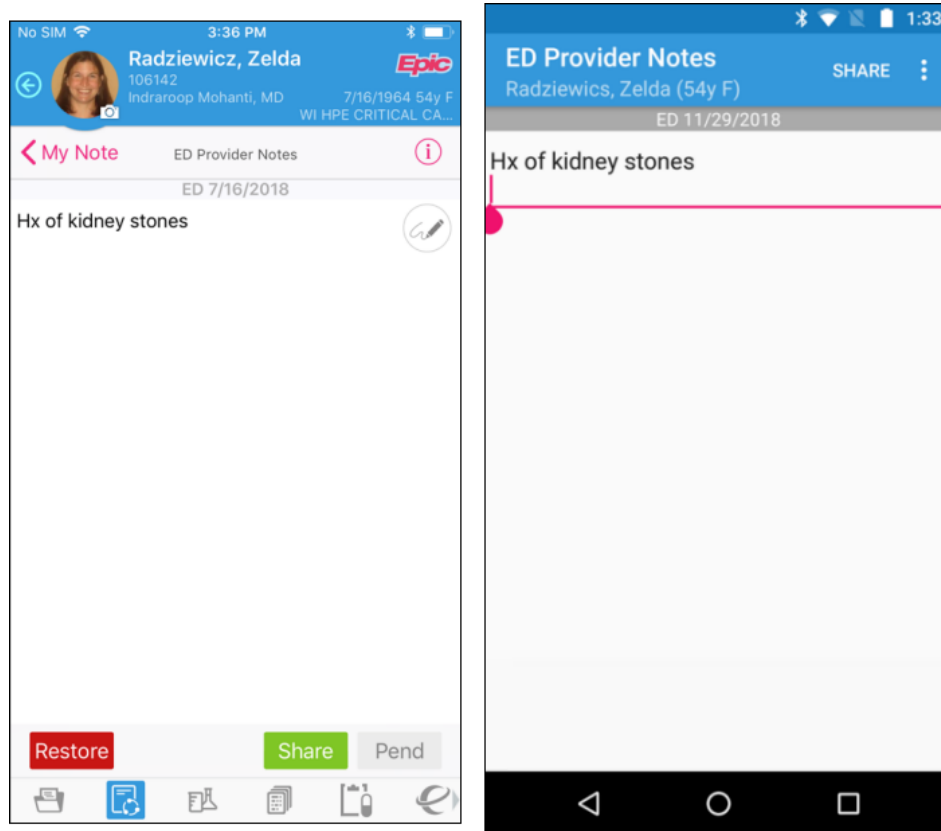 No SIM 3:36 PM
Radziewicz, Zelda
Epic
106142
Indraroop Mohanti, MD 7/16/1964 54y F
WI HPE CRITICAL CA...
My Note ED Provider Notes i
ED 7/16/2018
Hx of kidney stones
Restore Share Pend
1:33
ED Provider Notes
SHARE
Radziewics, Zelda (54y F)
ED 11/29/2018
Hx of kidney stones